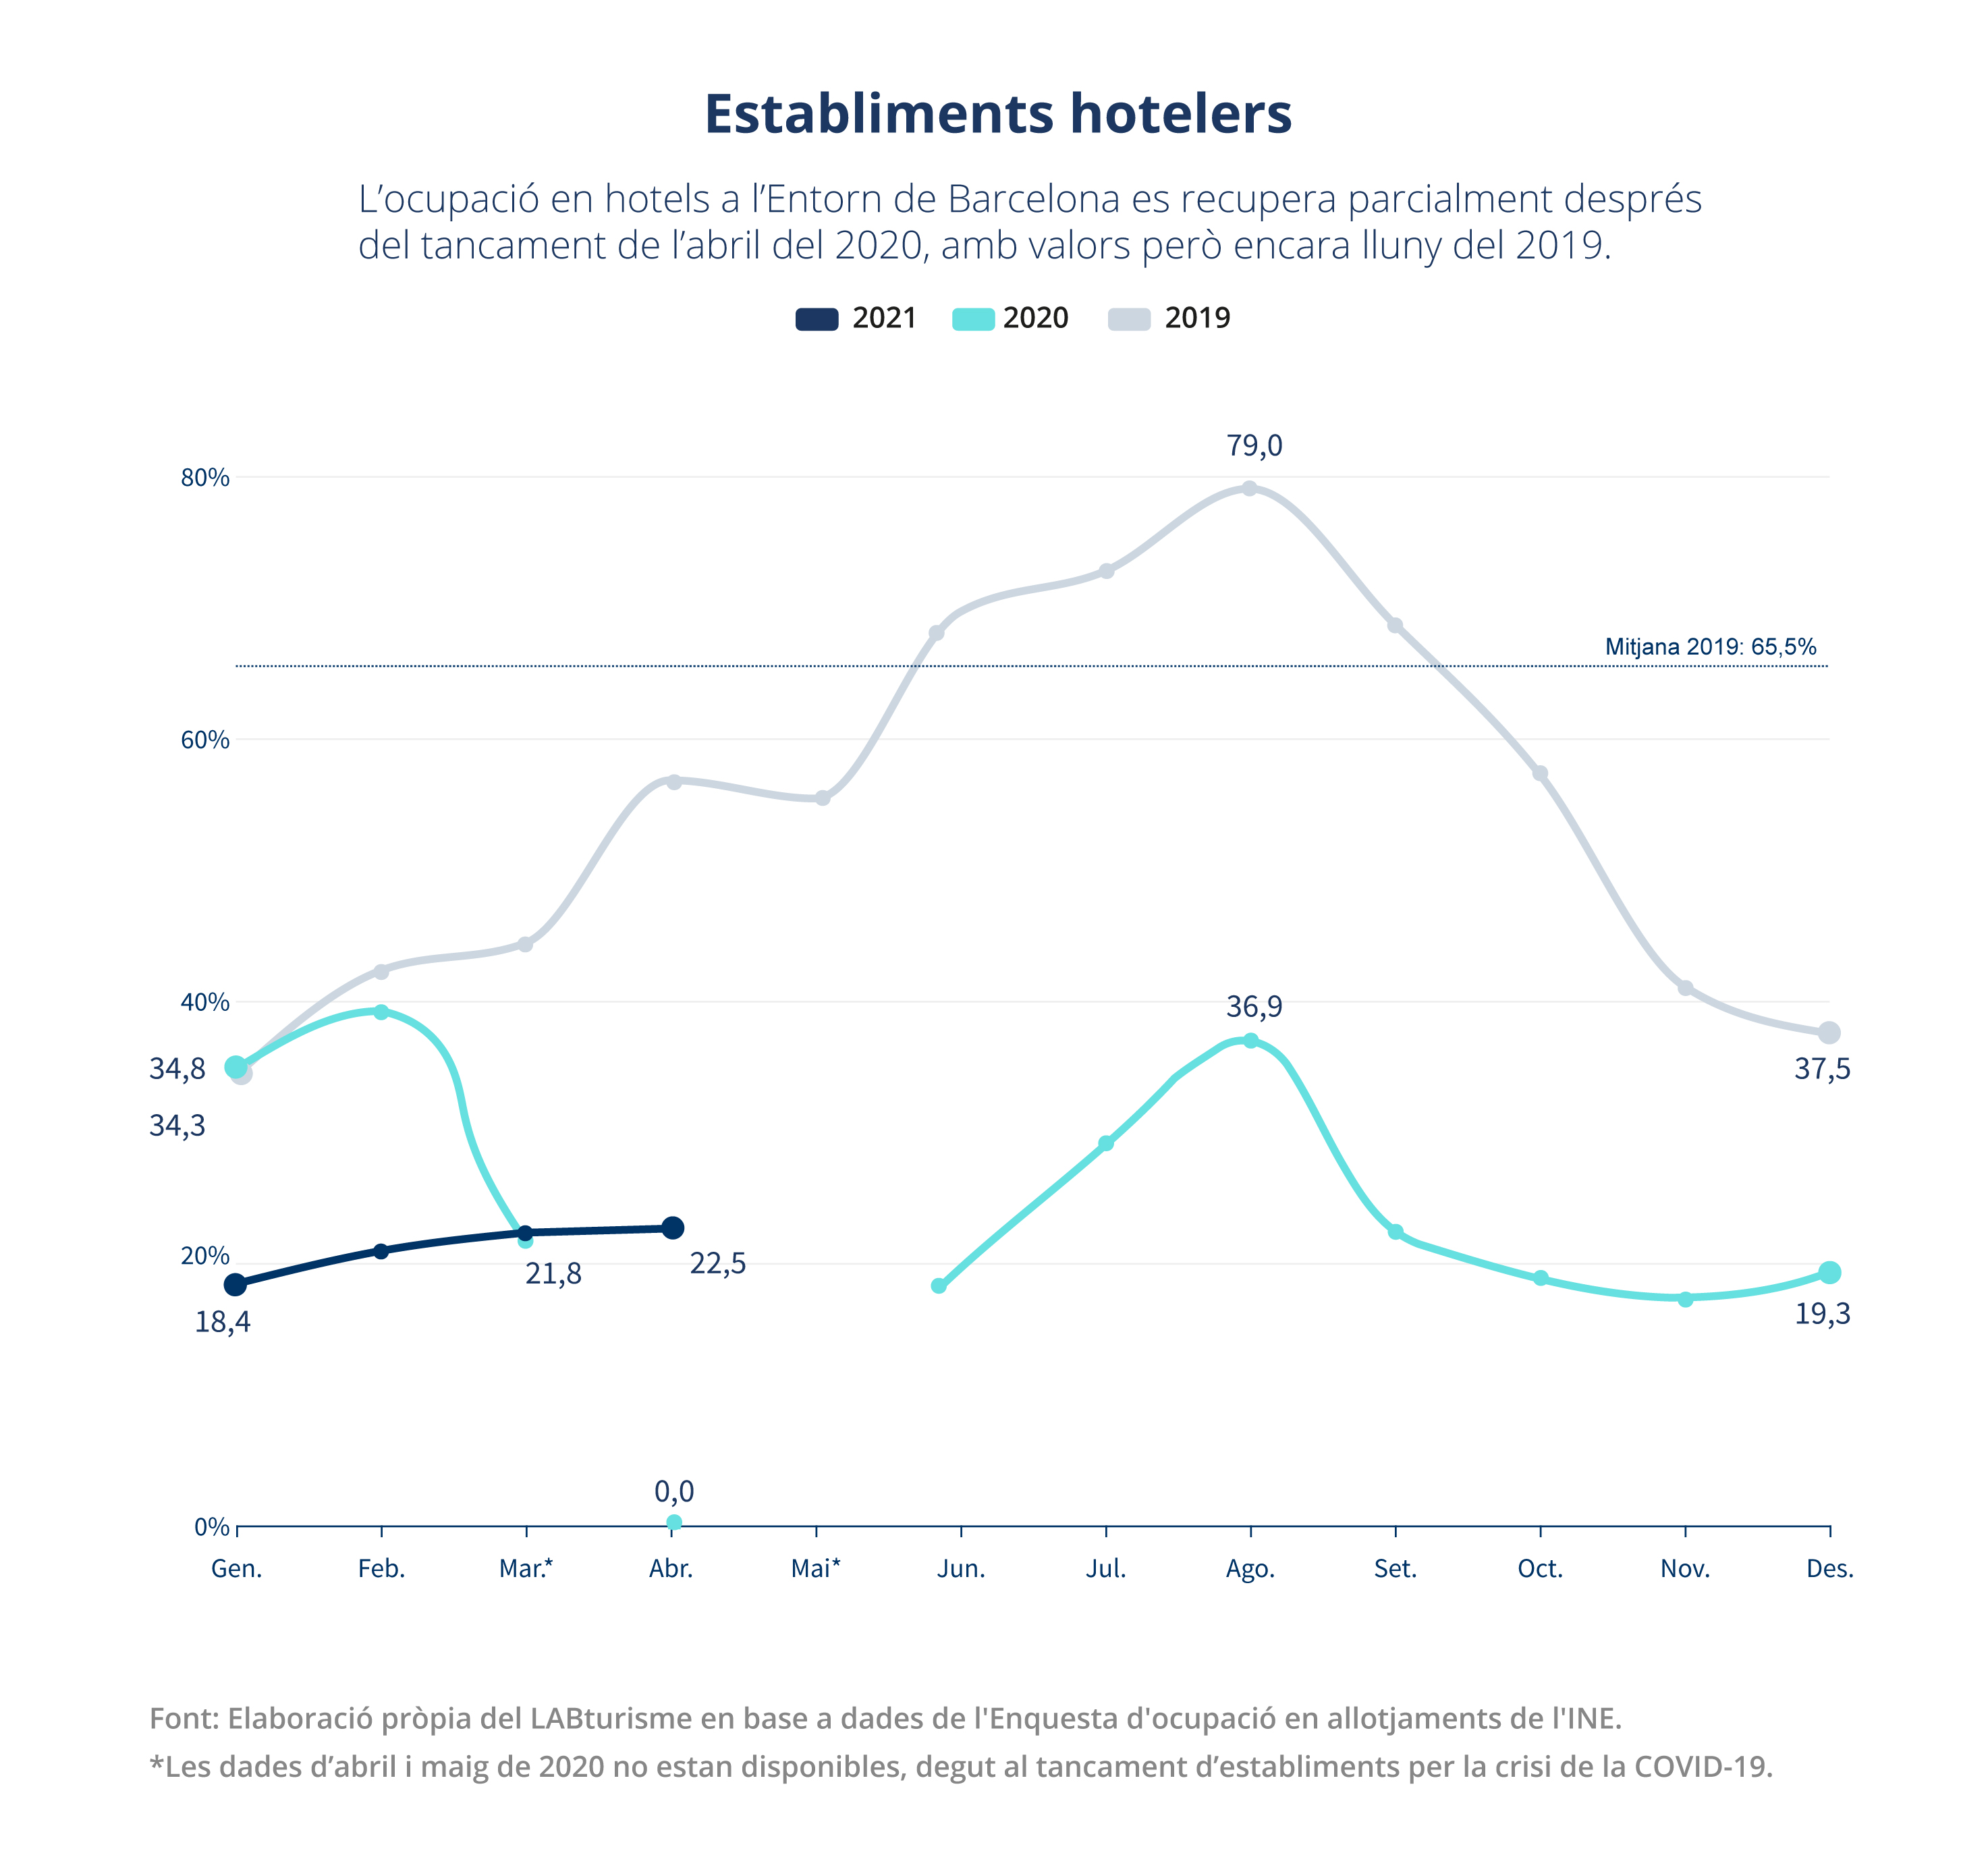 Establiments hotelers
L’ocupació en hotels a l’Entorn de Barcelona es recupera parcialment després
del tancament de l’abril del 2020, amb valors però encara lluny del 2019.
2021 2020 2019
79,0
80%
Mitjana 2019: 65,5%
60%
40%
36,9
34,8
37,5
34,3
20%
21,8
22,5
18,4
19,3
0,0
0%
Gen. Feb. Mar.* Abr. Mai* Jun. Jul. Ago. Set. Oct. Nov. Des.
Font: Elaboració pròpia del LABturisme en base a dades de l'Enquesta d'ocupació en allotjaments de l'INE.
*Les dades d’abril i maig de 2020 no estan disponibles, degut al tancament d’establiments per la crisi de la COVID-19.